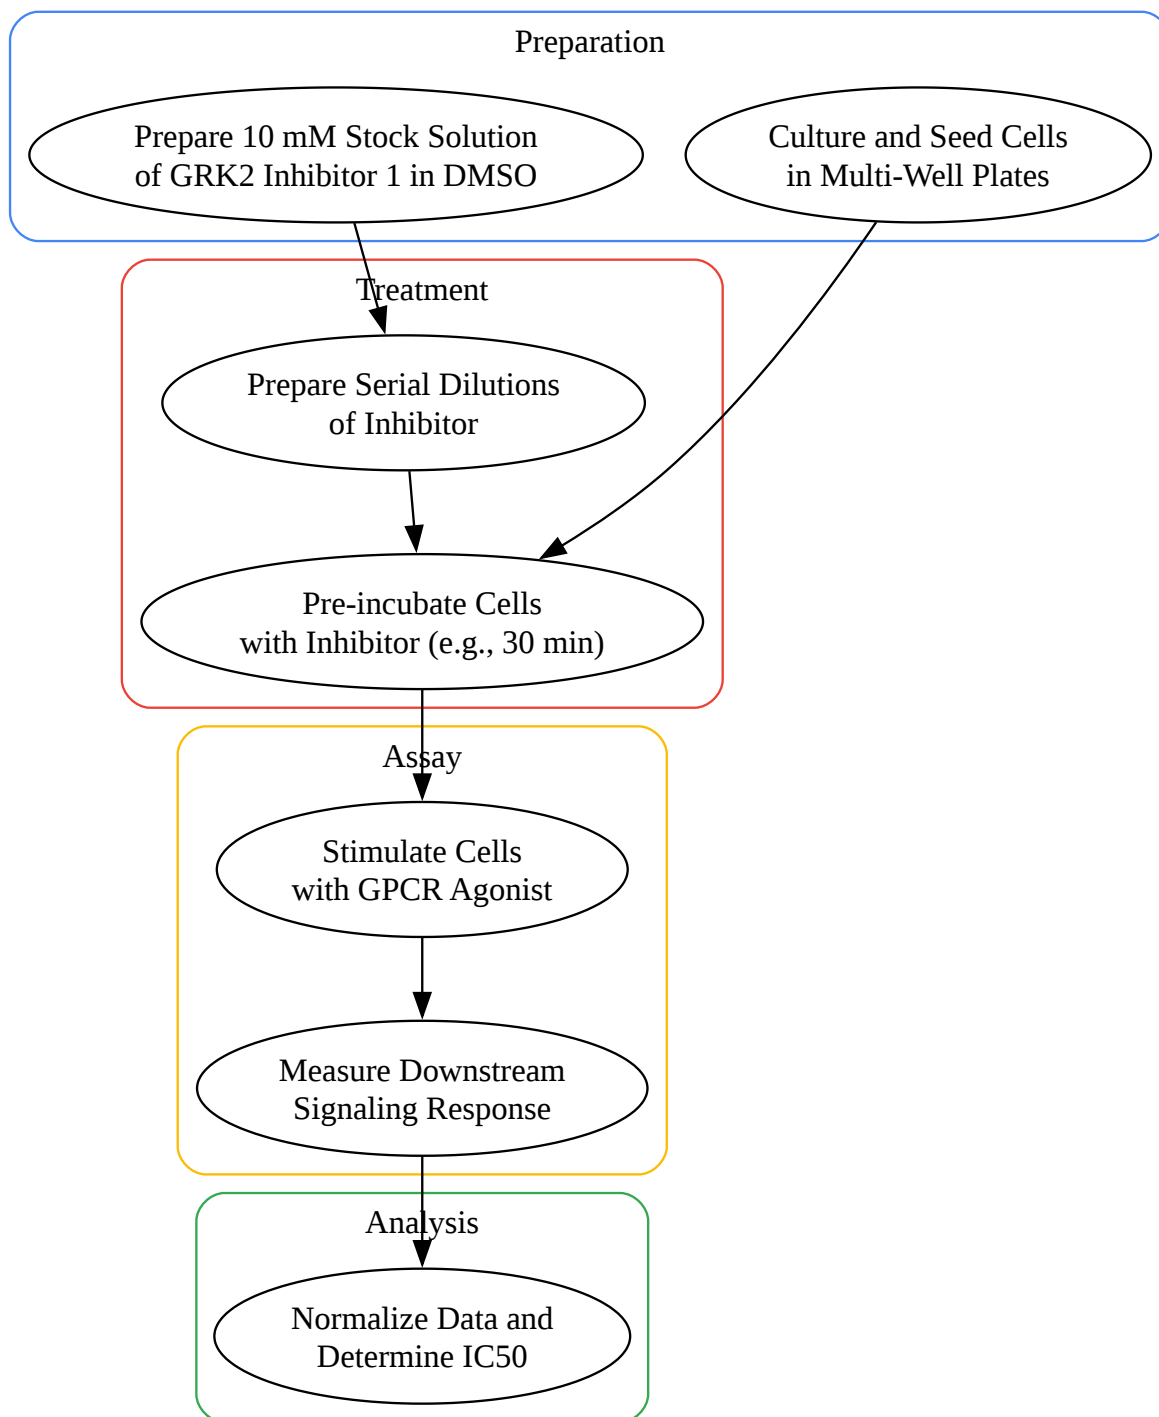 Preparation
Prepare 10 mM Stock Solution
of GRK2 Inhibitor 1 in DMSO
Culture and Seed Cells
in Multi-Well Plates
Treatment
Prepare Serial Dilutions
of Inhibitor
Pre-incubate Cells
with Inhibitor (e.g., 30 min)
Assay
Stimulate Cells
with GPCR Agonist
Measure Downstream
Signaling Response
Analysis
Normalize Data and
Determine IC50